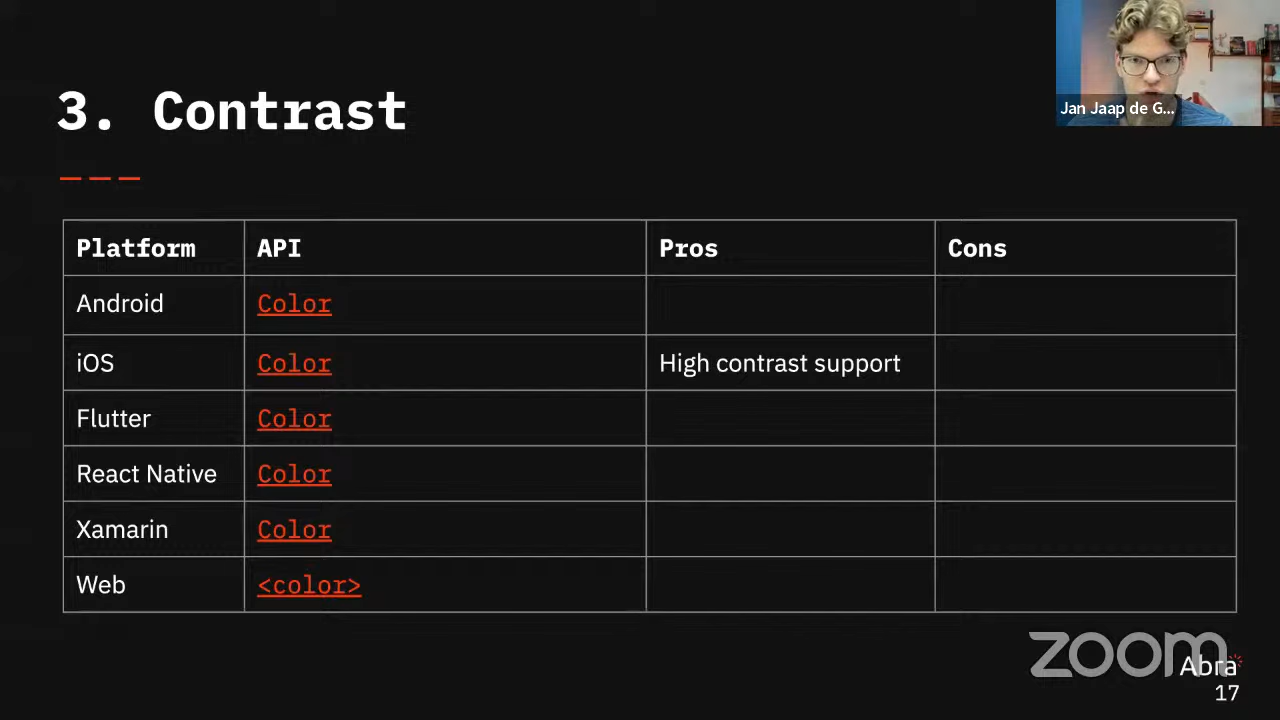 Jan Jaap de G...
3. Contrast
Platform API Pros Cons
Android Color
iOS Color High contrast support
Flutter Color
React Native Color
Xamarin Color
Web <color>
zoom
Abra
17